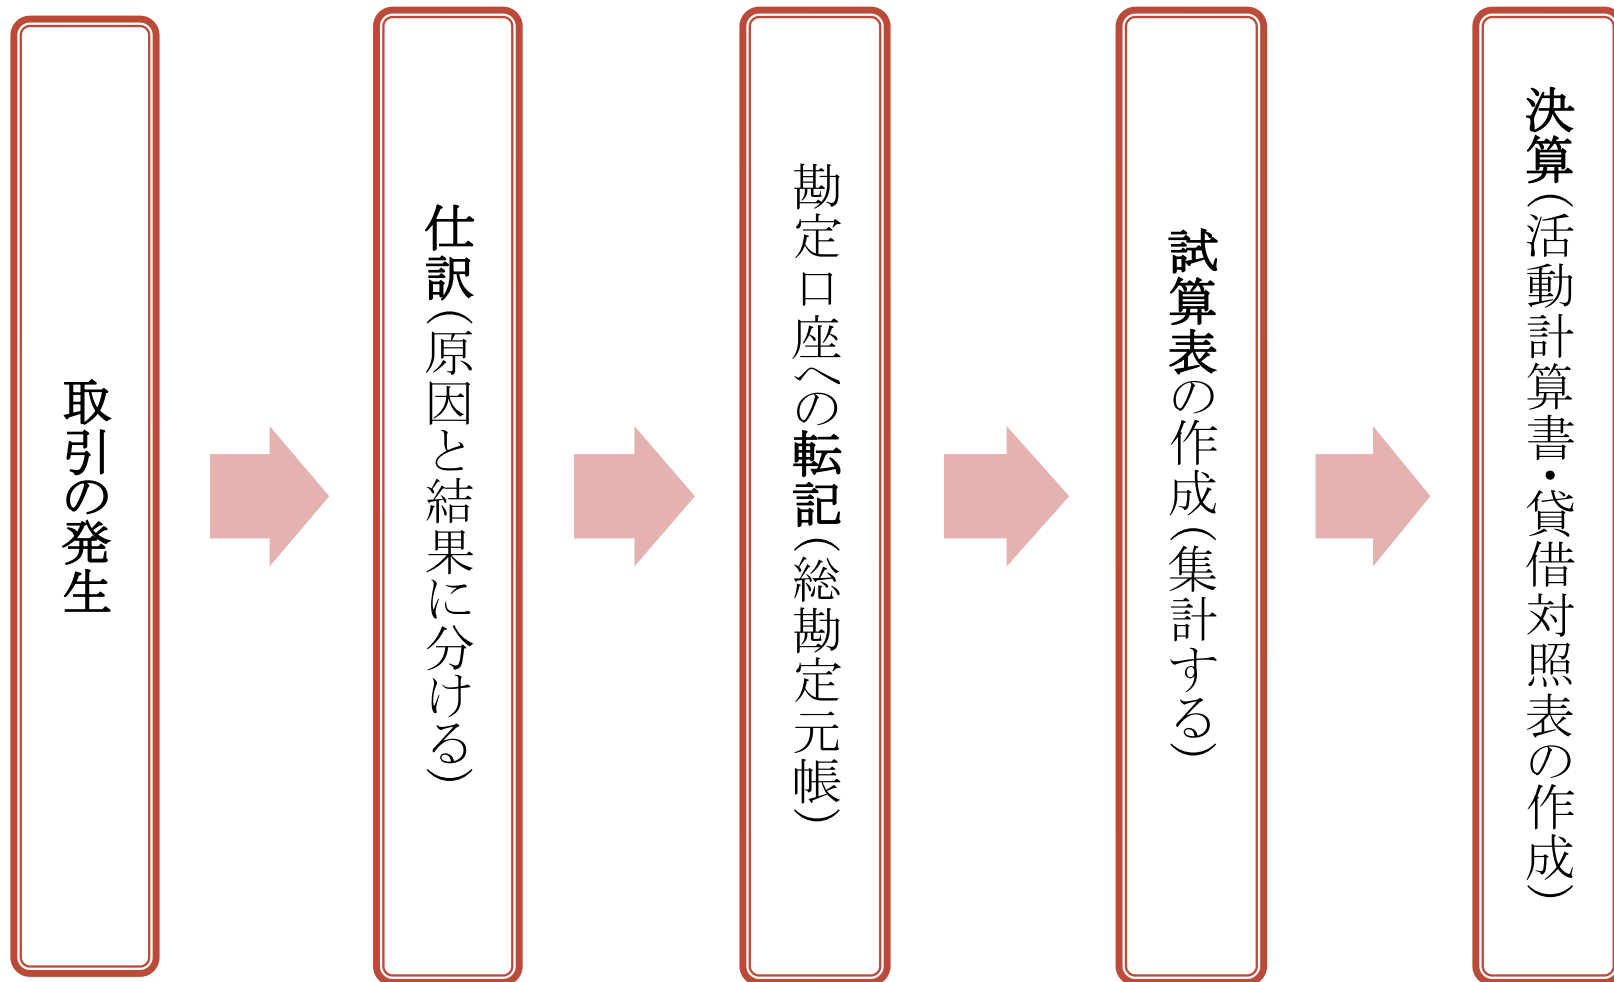 取引の発生
仕訳(原因と結果に分ける)
勘定口座への転記(総勘定元帳)
試算表の作成(集計する)
決算(活動計算書・貸借対照表の作成)